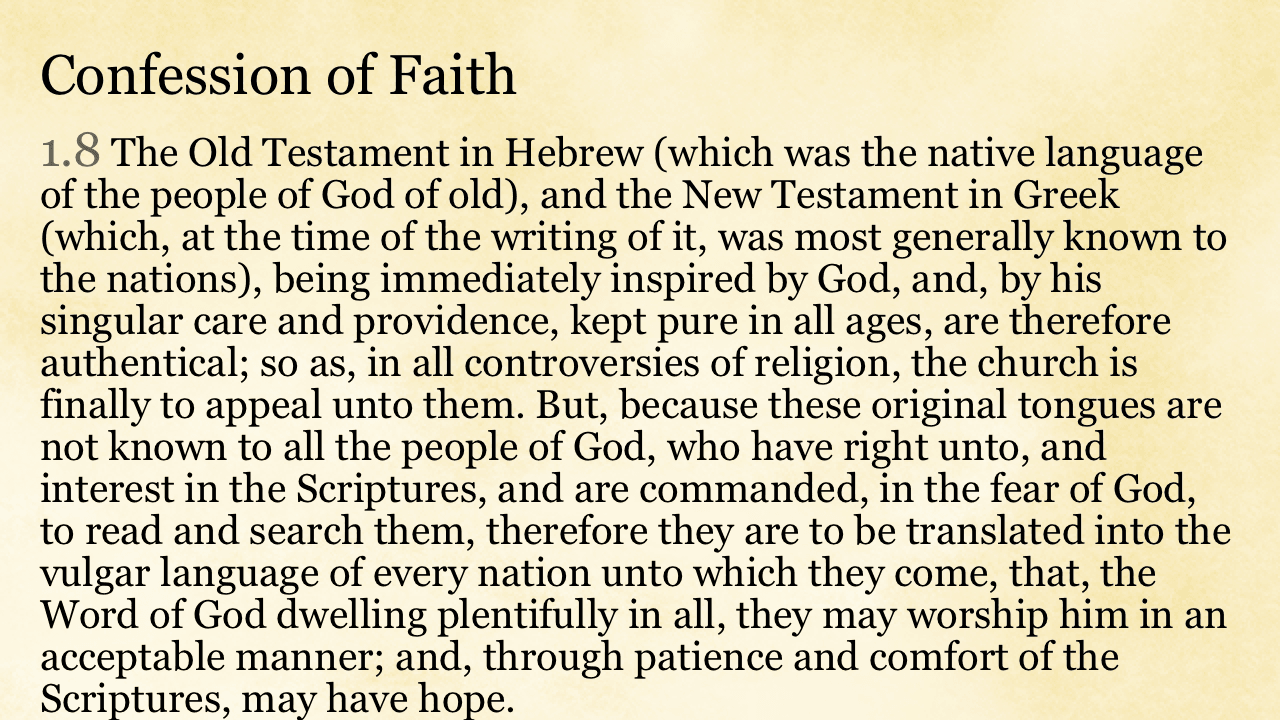 Confession of Faith
1.8 The Old Testament in Hebrew (which was the native language
of the people of God of old), and the New Testament in Greek
(which, at the time of the writing of it, was most generally known to
the nations), being immediately inspired by God, and, by his
singular care and providence, kept pure in all ages, are therefore
authentical; so as, in all controversies of religion, the church is
finally to appeal unto them. But, because these original tongues are
not known to all the people of God, who have right unto, and
interest in the Scriptures, and are commanded, in the fear of God,
to read and search them, therefore they are to be translated into the
vulgar language of every nation unto which they come, that, the
Word of God dwelling plentifully in all, they may worship him in an
acceptable manner; and, through patience and comfort of the
Scriptures, may have hope.